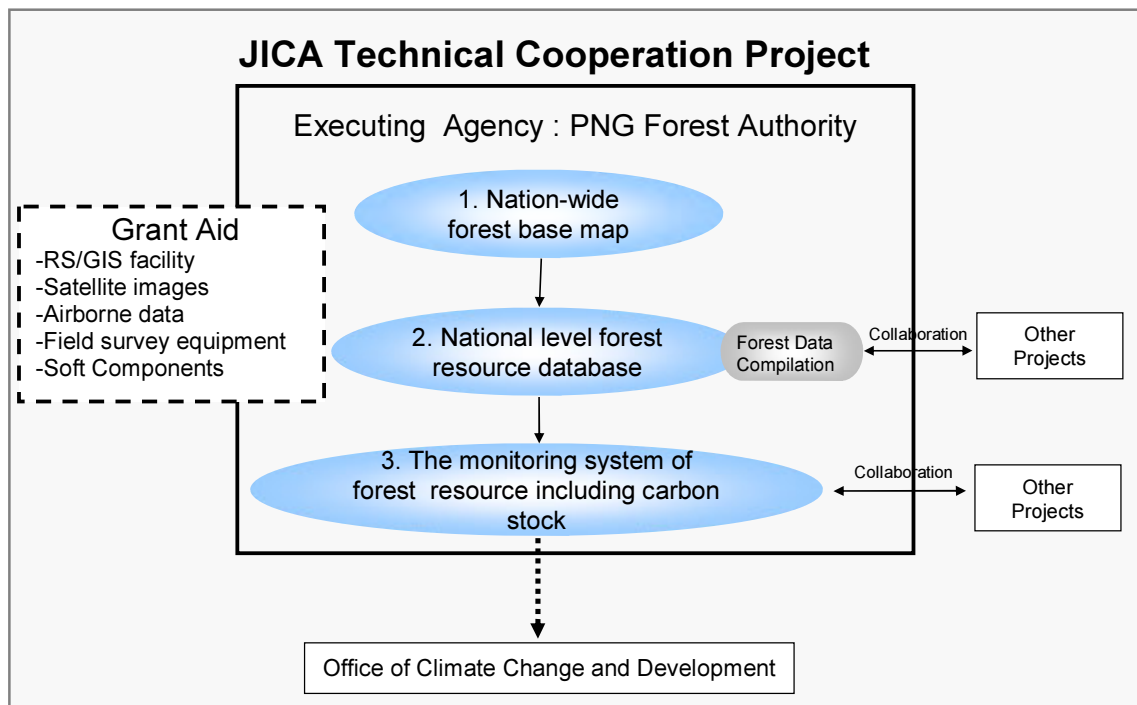 JICA Technical Cooperation Project
Executing Agency : PNG Forest Authority
1. Nation-wide
forest base map
Grant Aid
-RS/GIS facility
-Satellite images
-Airborne data
-Field survey equipment
-Soft Components
2. National level forest
resource database
Forest Data
Compilation
Collaboration
Other
Projects
3. The monitoring system of
forest resource including carbon
stock
Collaboration
Other
Projects
Office of Climate Change and Development